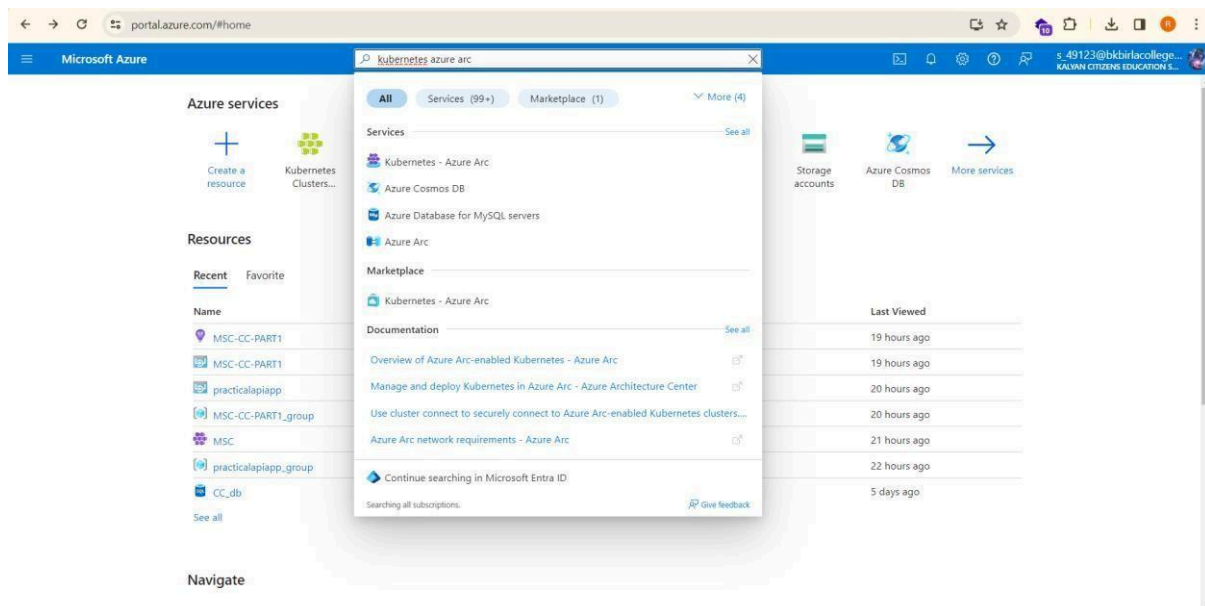 portal.azure.com/#home
10
R
Microsoft Azure
kubernetes azure arc
s_49123@bkbirlacollege...
KALYAN CITIZENS EDUCATION S...
Azure services
All
Services (99+)
Marketplace (1)
More (4)
Services
See all
Create a
resource
Kubernetes
Clusters...
Kubernetes - Azure Arc
Azure Cosmos DB
Azure Database for MySQL servers
Azure Arc
Storage
accounts
Azure Cosmos
DB
More services
Marketplace
Kubernetes - Azure Arc
Documentation
See all
Overview of Azure Arc-enabled Kubernetes - Azure Arc
Manage and deploy Kubernetes in Azure Arc - Azure Architecture Center
Use cluster connect to securely connect to Azure Arc-enabled Kubernetes clusters....
Azure Arc network requirements - Azure Arc
Continue searching in Microsoft Entra ID
Searching all subscriptions.
Give feedback
Resources
Recent
Favorite
Name
Last Viewed
MSC-CC-PART1
19 hours ago
MSC-CC-PART1
19 hours ago
practicalapiapp
20 hours ago
MSC-CC-PART1_group
20 hours ago
MSC
21 hours ago
practicalapiapp_group
22 hours ago
CC_db
5 days ago
See all
Navigate